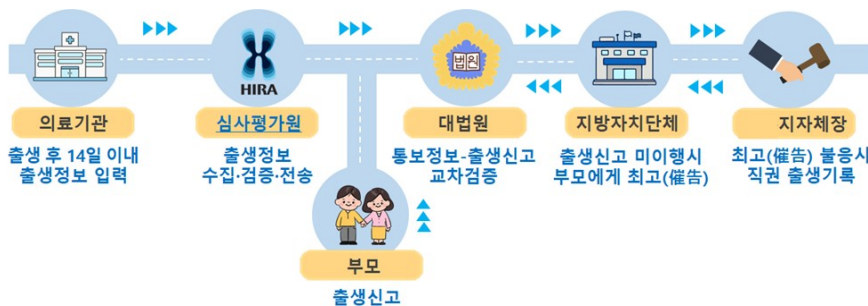 HIRA
법원
의료기관
심사평가원
대법원
지방자치단체
지자체장
출생 후 14일 이내
출생정보 입력
출생정보
수집·검증·전송
통보정보-출생신고
교차검증
출생신고 미이행시
부모에게 최고(催告)
최고(催告) 불응시
직권 출생기록
부모
출생신고